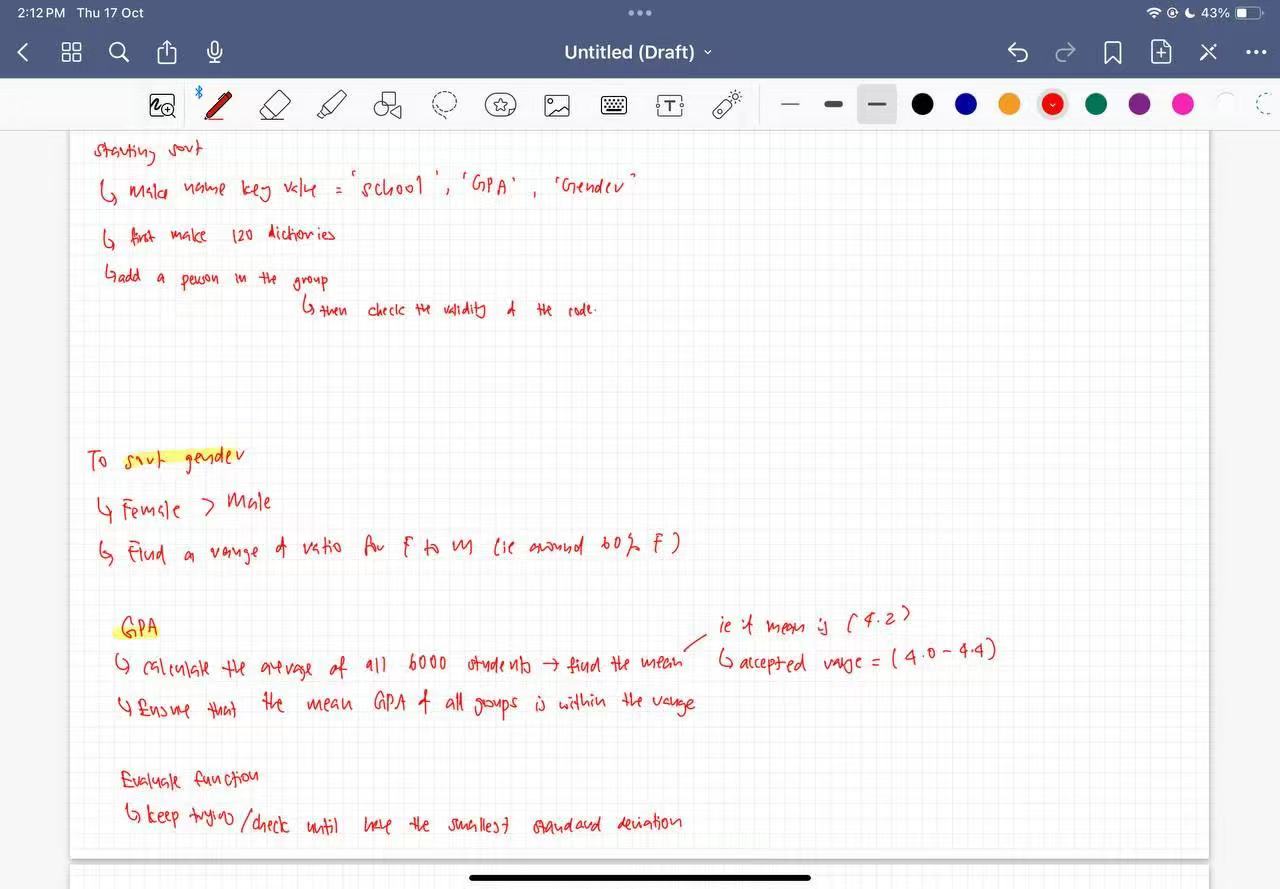 2:12 PM Thu 17 Oct
43%
Untitled (Draft)
T
starting sort
↳ make name key value = 'school', 'GPA', 'Gender'
↳ first make 120 dictionries
↳ add a person in the group
↳ then check the validity of the code.
To sort gender
↳ Female > Male
↳ Find a range of ratio for F to M (ie around 60% F)
GPA
ie if mean is (4.2)
↳ calculate the average of all 6000 students → find the mean
↳ accepted range = (4.0 - 4.4)
↳ Ensure that the mean GPA of all groups is within the range
Evaluate function
↳ keep trying / check until have the smallest standard deviation